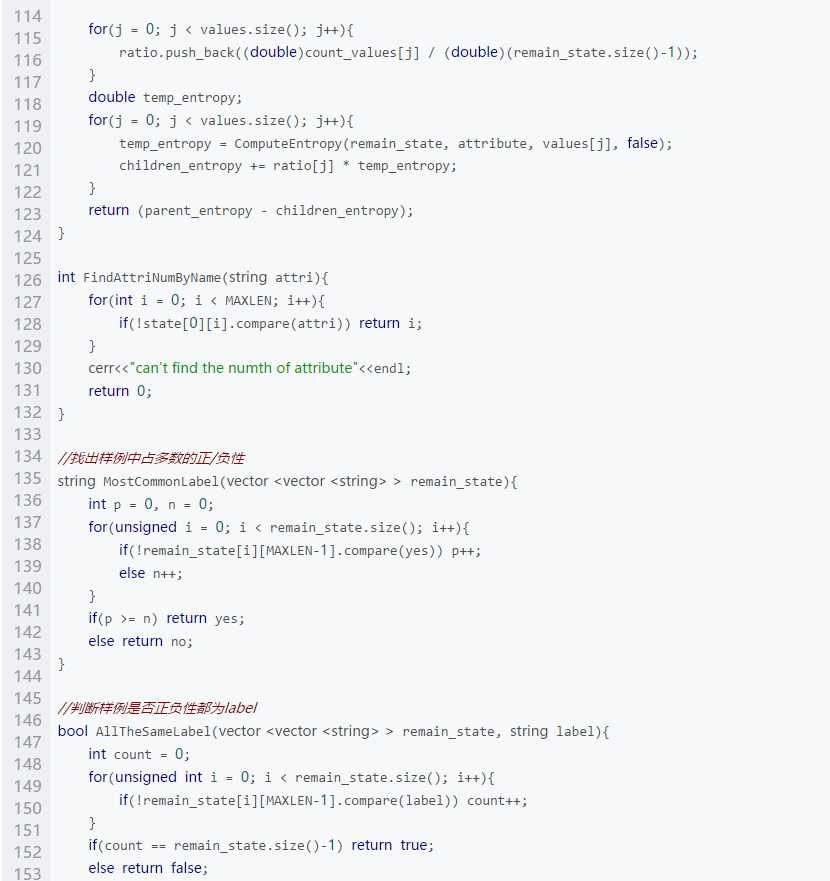 114
115 for(j = 0; j < values.size(); j++){
116 ratio.push_back((double)count_values[j] / (double)(remain_state.size()-1));
117 }
118 double temp_entropy;
119 for(j = 0; j < values.size(); j++){
120 temp_entropy = ComputeEntropy(remain_state, attribute, values[j], false);
121 children_entropy += ratio[j] * temp_entropy;
122 }
123 return (parent_entropy - children_entropy);
124 }
125
126 int FindAttriNumByName(string attri){
127 for(int i = 0; i < MAXLEN; i++){
128 if(!state[0][i].compare(attri)) return i;
129 }
130 cerr<<"can't find the numth of attribute"<<endl;
131 return 0;
132 }
133
134 //找出样例中占多数的正/负性
135 string MostCommonLabel(vector <vector <string> > remain_state){
136 int p = 0, n = 0;
137 for(unsigned i = 0; i < remain_state.size(); i++){
138 if(!remain_state[i][MAXLEN-1].compare(yes)) p++;
139 else n++;
140 }
141 if(p >= n) return yes;
142 else return no;
143 }
144
145 //判断样例是否正负性都为label
146 bool AllTheSameLabel(vector <vector <string> > remain_state, string label){
147 int count = 0;
148 for(unsigned int i = 0; i < remain_state.size(); i++){
149 if(!remain_state[i][MAXLEN-1].compare(label)) count++;
150 }
151 if(count == remain_state.size()-1) return true;
152 else return false;
153